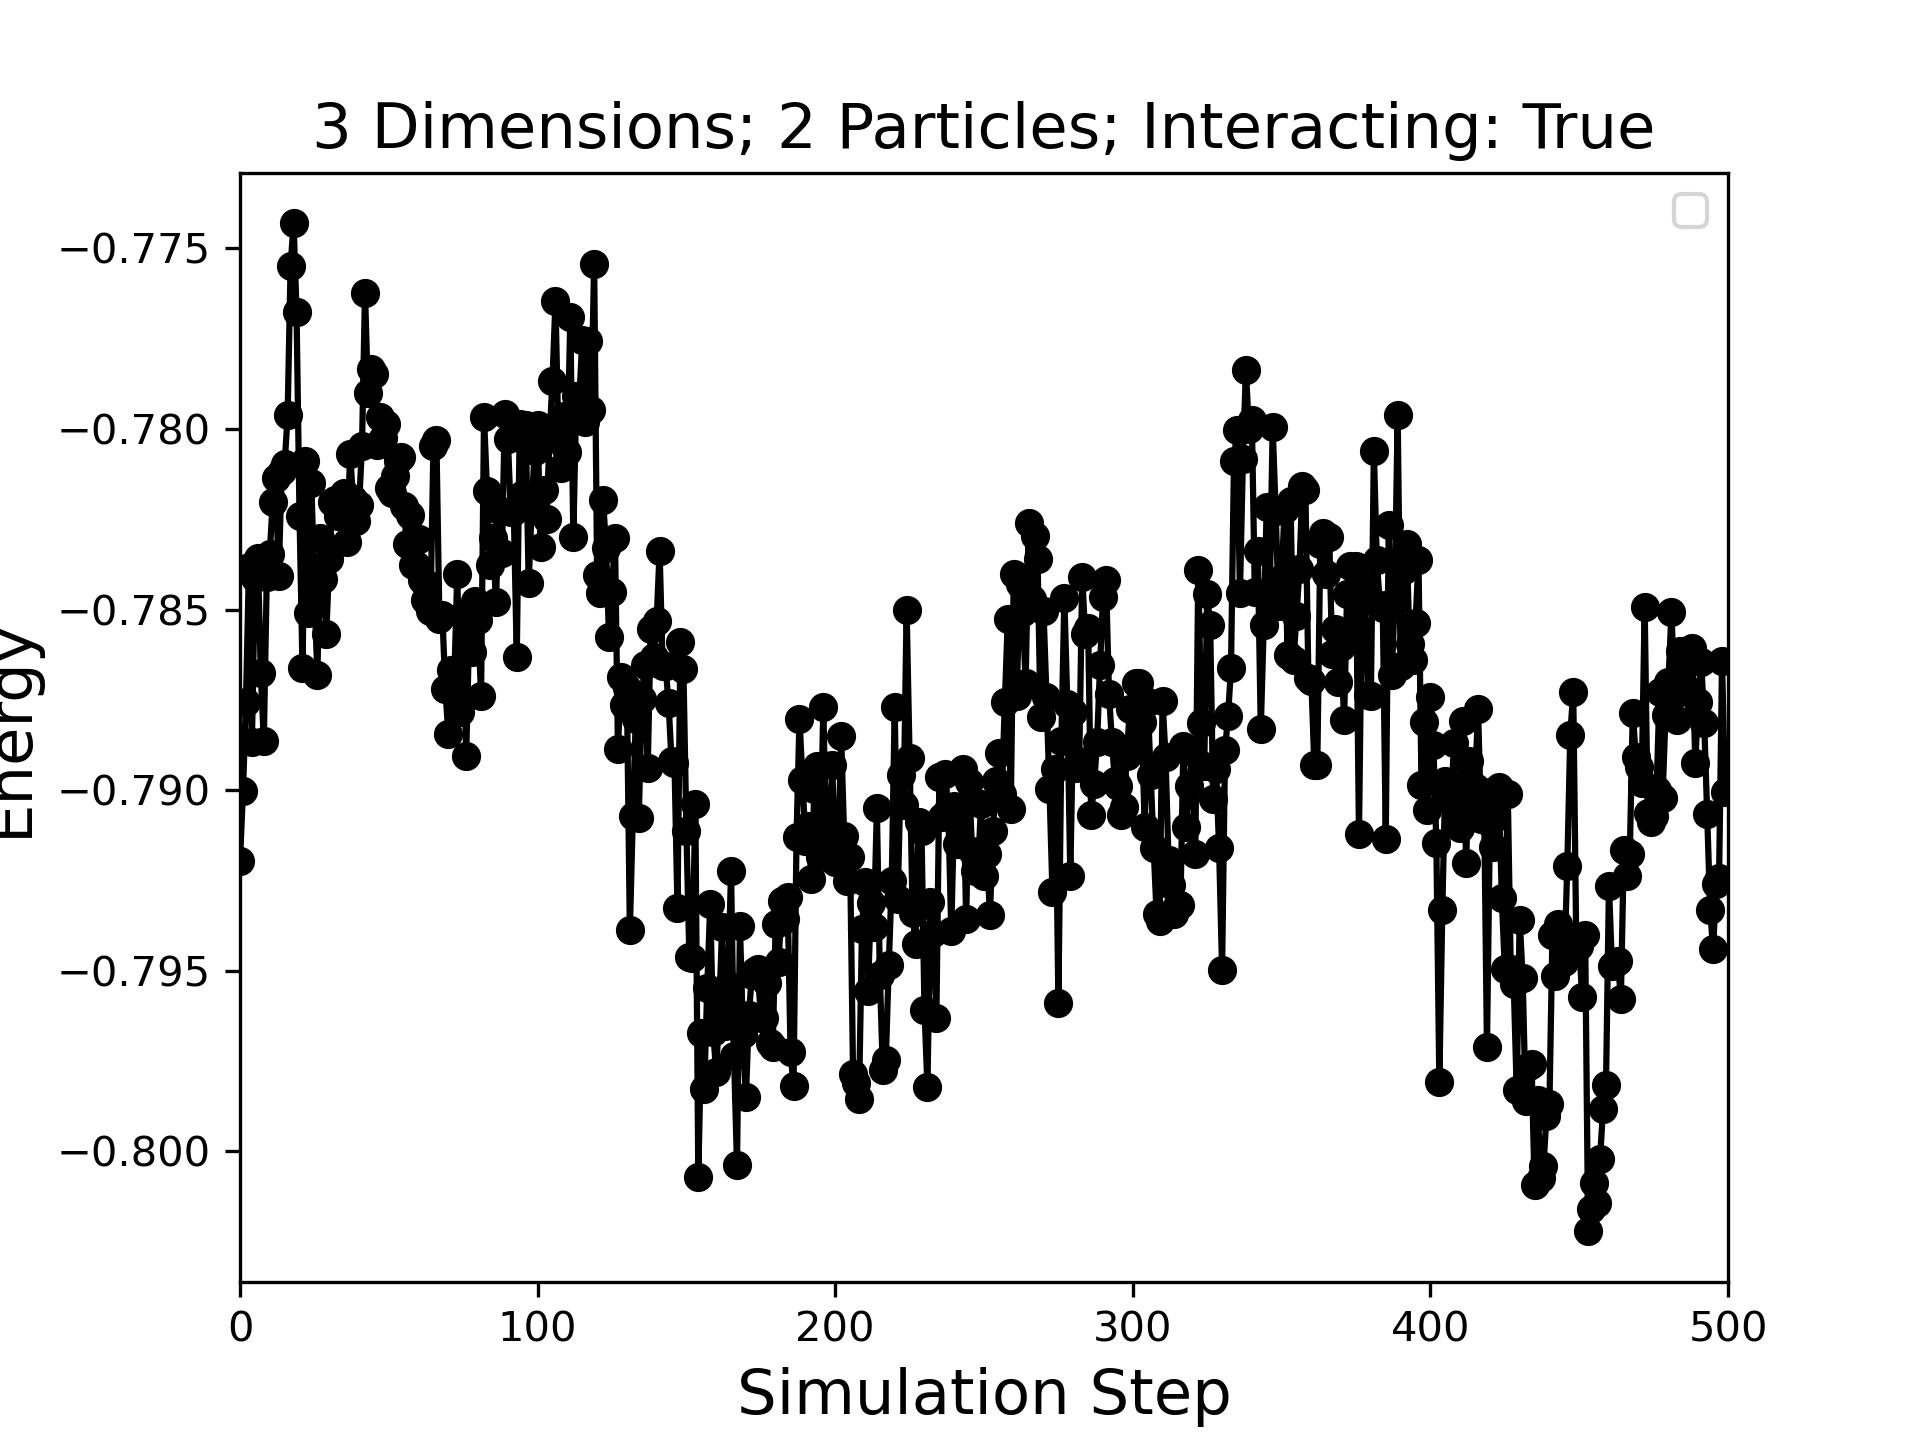 3 Dimensions; 2 Particles; Interacting: True
−0.775
−0.780
−0.785
−0.790
−0.795
−0.800
Energy
0 100 200 300 400 500
Simulation Step